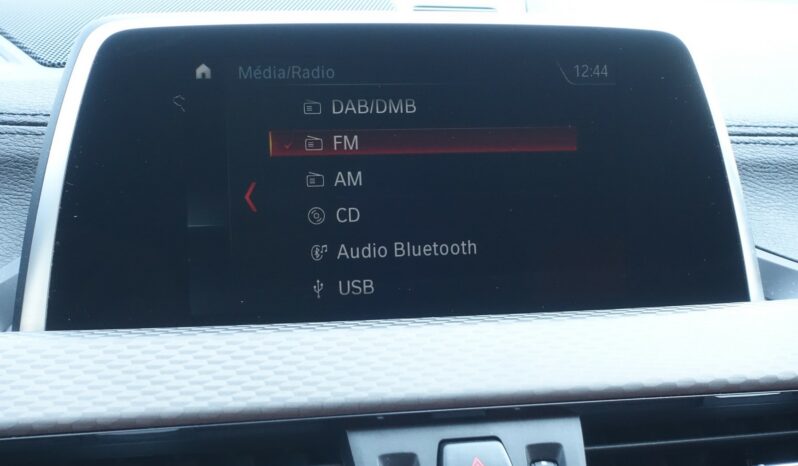 Média/Radio 12:44
DAB/DMB
FM
AM
CD
Audio Bluetooth
USB